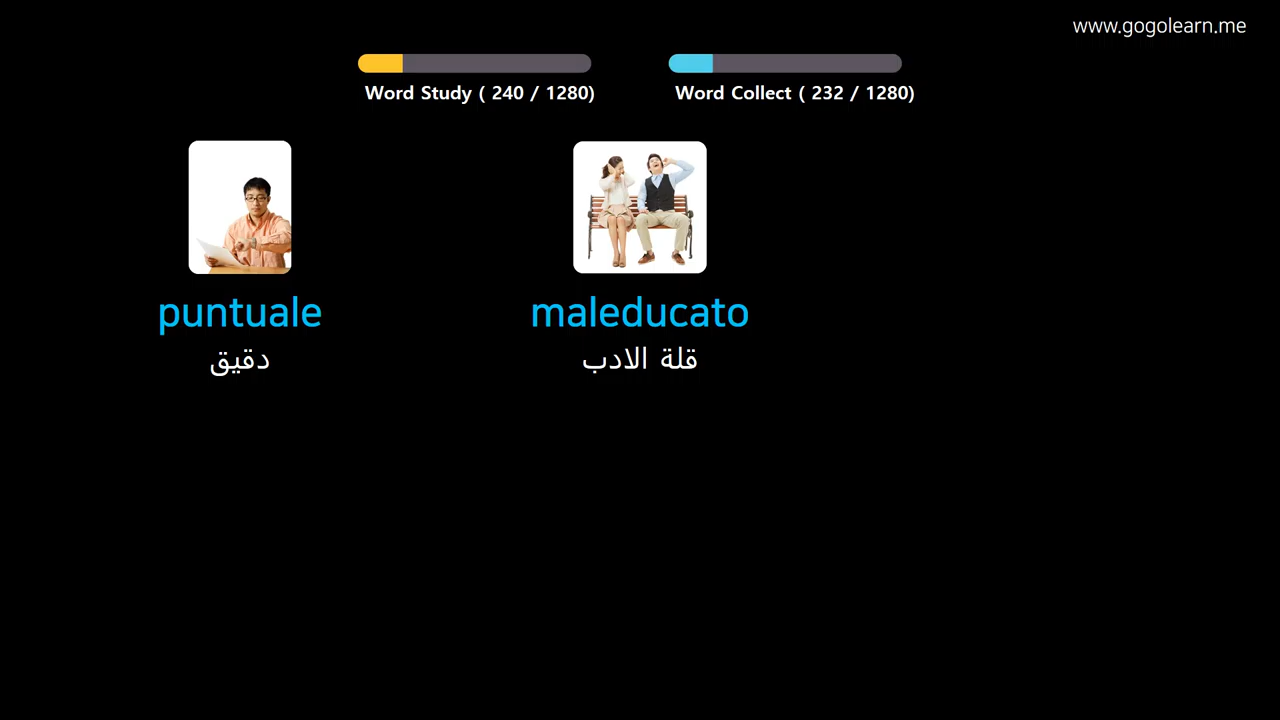 www.gogolearn.me
Word Study ( 240 / 1280)
Word Collect ( 232 / 1280)
puntuale
دقيق
maleducato
قلة الادب